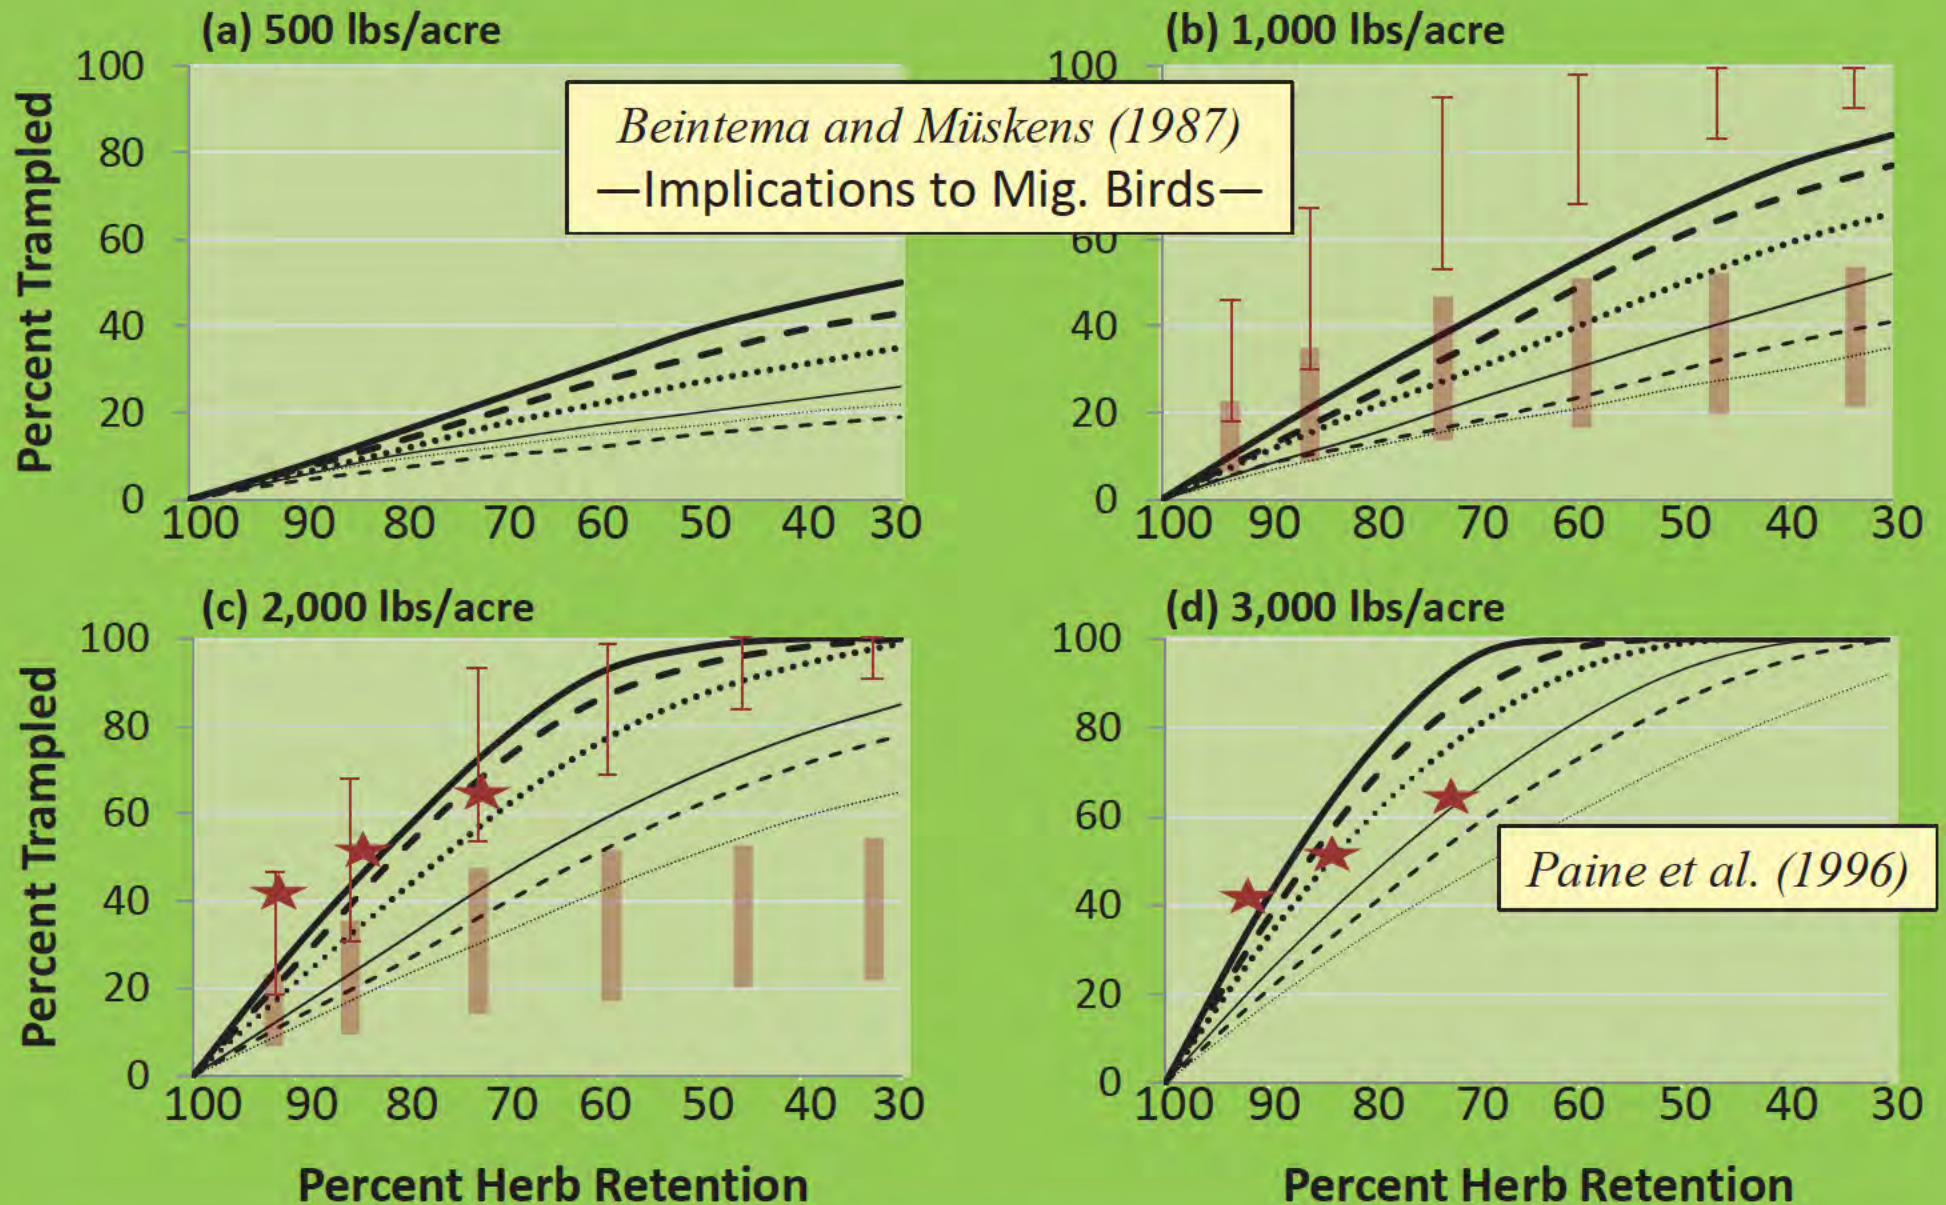 (a) 500 lbs/acre
(b) 1,000 lbs/acre
Percent Trampled
100
80
60
40
20
0
100 90 80 70 60 50 40 30
Beintema and Müskens (1987)
—Implications to Mig. Birds—
100
60
40
20
0
100 90 80 70 60 50 40 30
(c) 2,000 lbs/acre
(d) 3,000 lbs/acre
Percent Trampled
100
80
60
40
20
0
100 90 80 70 60 50 40 30
Percent Herb Retention
100
80
60
40
20
0
100 90 80 70 60 50 40 30
Percent Herb Retention
Paine et al. (1996)